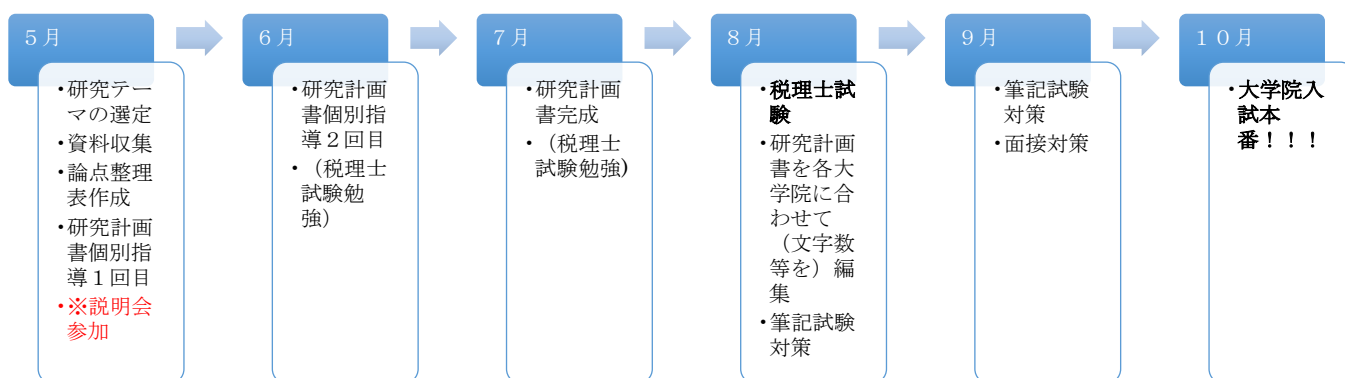 ５月
・研究テー
マの選定
・資料収集
・論点整理
表作成
・研究計画
書個別指
導１回目
・※説明会
参加
６月
・研究計画
書個別指
導２回目
・（税理士
試験勉
強）
７月
・研究計画
書完成
・（税理士
試験勉強)
８月
・税理士試
験
・研究計画
書を各大
学院に合
わせて
（文字数
等を）編
集
・筆記試験
対策
９月
・筆記試験
対策
・面接対策
１０月
・大学院入
試本
番！！！